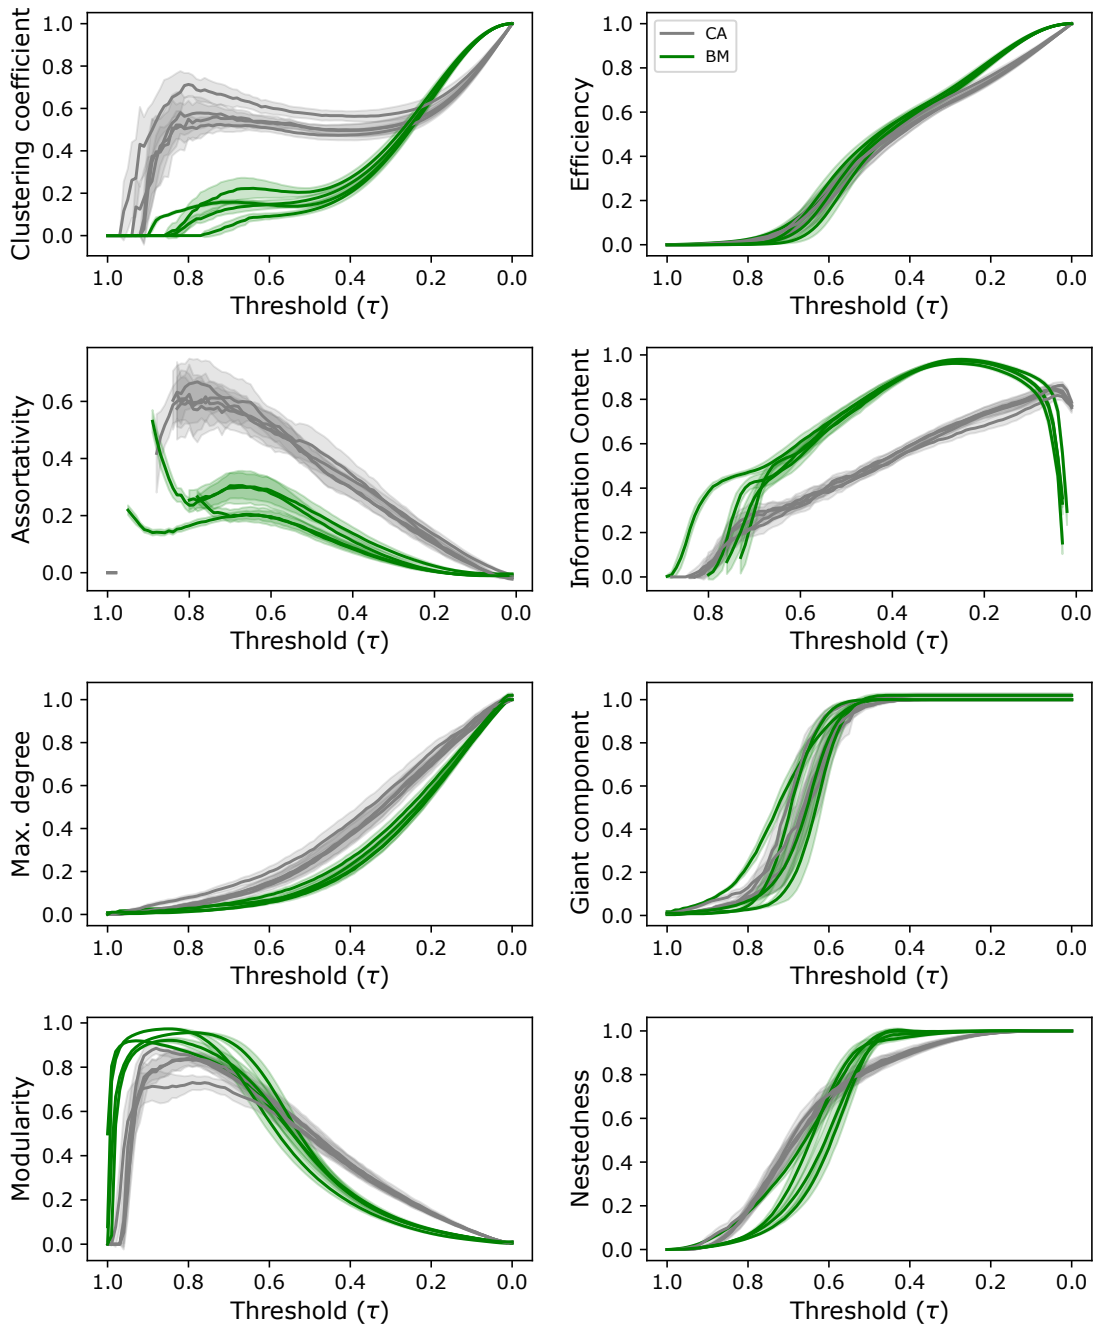 Clustering coefficient
1.0
0.8
0.6
0.4
0.2
0.0
1.0 0.8 0.6 0.4 0.2 0.0
Threshold (τ)
Efficiency
1.0
0.8
0.6
0.4
0.2
0.0
CA
BM
1.0 0.8 0.6 0.4 0.2 0.0
Threshold (τ)
Assortativity
0.6
0.4
0.2
0.0
1.0 0.8 0.6 0.4 0.2 0.0
Threshold (τ)
Information Content
1.0
0.8
0.6
0.4
0.2
0.0
0.8 0.6 0.4 0.2 0.0
Threshold (τ)
Max. degree
1.0
0.8
0.6
0.4
0.2
0.0
1.0 0.8 0.6 0.4 0.2 0.0
Threshold (τ)
Giant component
1.0
0.8
0.6
0.4
0.2
0.0
1.0 0.8 0.6 0.4 0.2 0.0
Threshold (τ)
Modularity
1.0
0.8
0.6
0.4
0.2
0.0
1.0 0.8 0.6 0.4 0.2 0.0
Threshold (τ)
Nestedness
1.0
0.8
0.6
0.4
0.2
0.0
1.0 0.8 0.6 0.4 0.2 0.0
Threshold (τ)